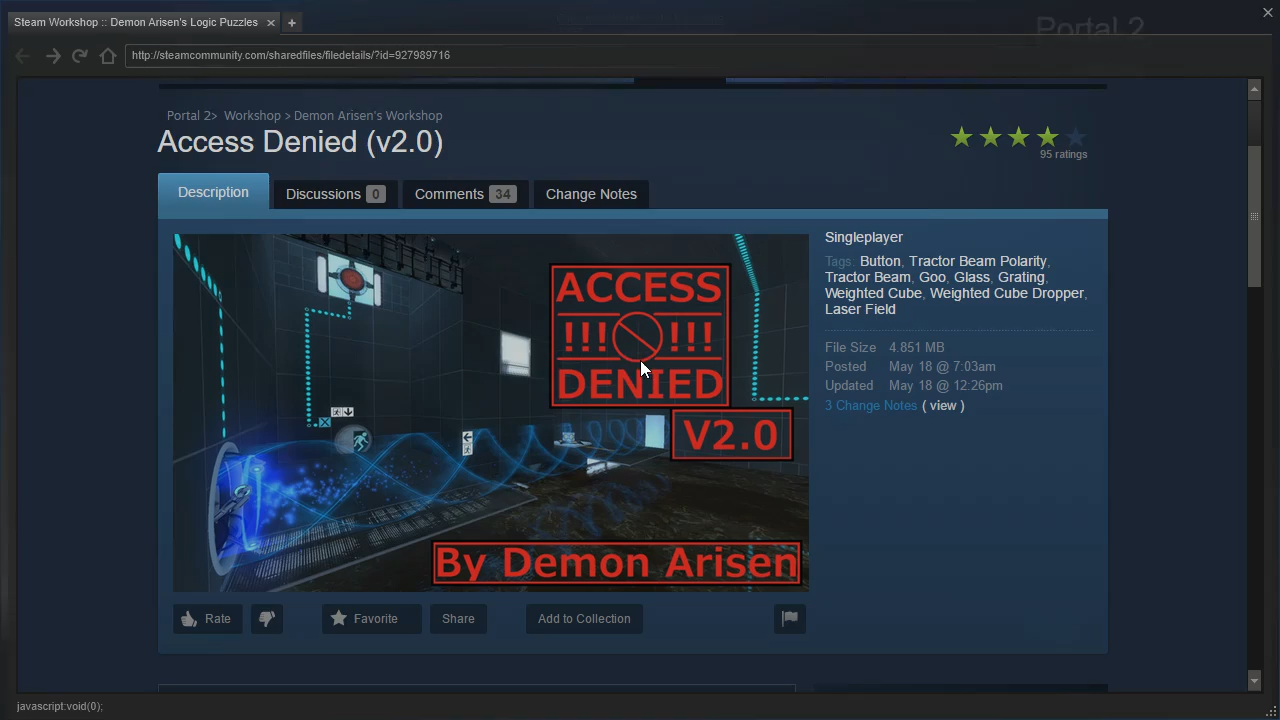 Steam Workshop :: Demon Arisen's Logic Puzzles
Portal 2
http://steamcommunity.com/sharedfiles/filedetails/?id=927989716
Portal 2> Workshop > Demon Arisen's Workshop
Access Denied (v2.0)
95 ratings
Description
Discussions 0
Comments 34
Change Notes
ACCESS
!!! !!!
DENIED
V2.0
By Demon Arisen
Singleplayer
Tags: Button, Tractor Beam Polarity,
Tractor Beam, Goo, Glass, Grating,
Weighted Cube, Weighted Cube Dropper,
Laser Field
File Size 4.851 MB
Posted May 18 @ 7:03am
Updated May 18 @ 12:26pm
3 Change Notes ( view )
Rate
Favorite
Share
Add to Collection
javascript:void(0);